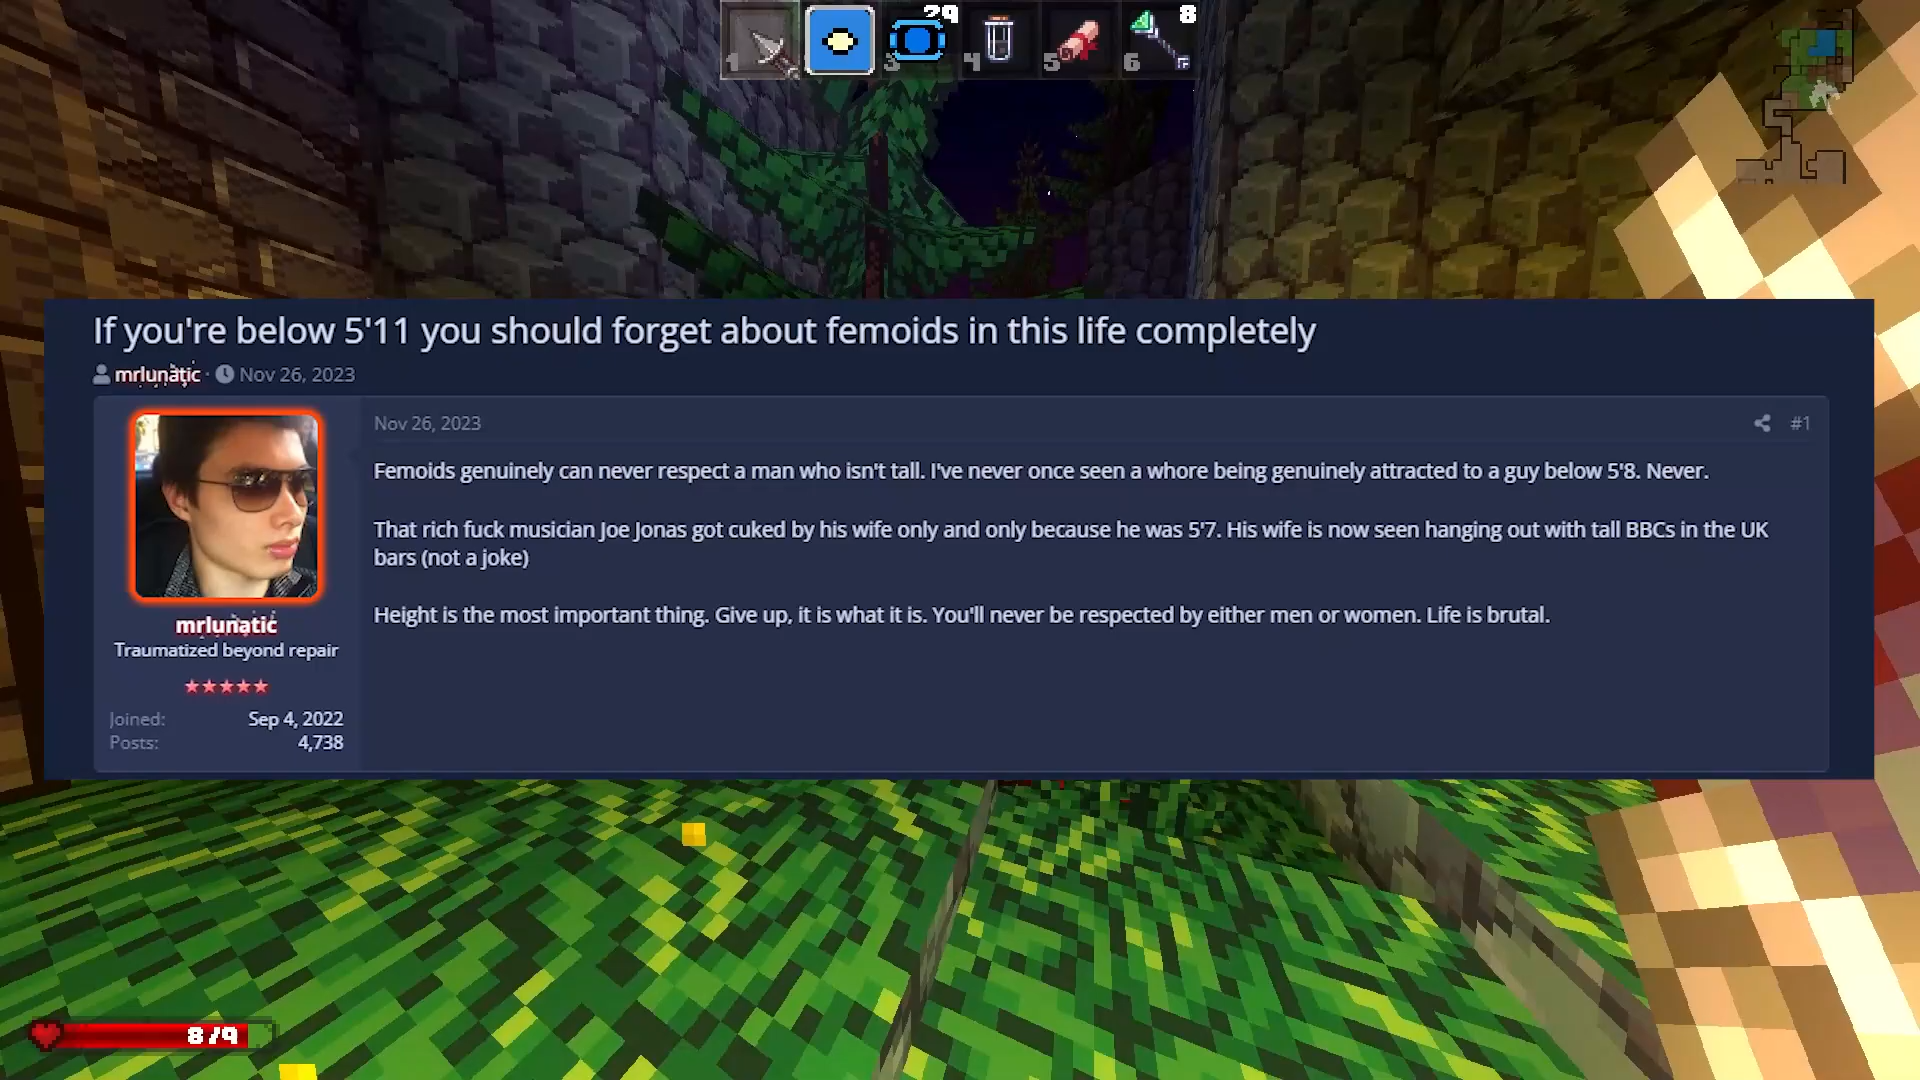 29 8
1 3 4 5 6
If you're below 5'11 you should forget about femoids in this life completely
mrlunatic · Nov 26, 2023
Nov 26, 2023 #1
Femoids genuinely can never respect a man who isn't tall. I've never once seen a whore being genuinely attracted to a guy below 5'8. Never.
That rich fuck musician Joe Jonas got cuked by his wife only and only because he was 5'7. His wife is now seen hanging out with tall BBCs in the UK
bars (not a joke)
Height is the most important thing. Give up, it is what it is. You'll never be respected by either men or women. Life is brutal.
mrlunatic
Traumatized beyond repair
Joined: Sep 4, 2022
Posts: 4,738
8/9